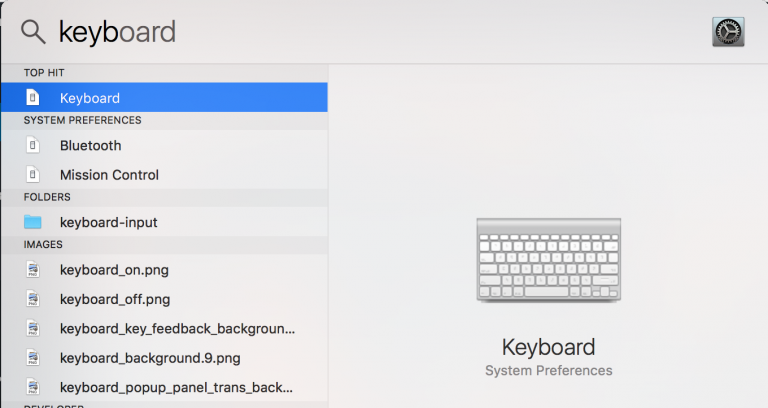 keyboard
TOP HIT
Keyboard
SYSTEM PREFERENCES
Bluetooth
Mission Control
FOLDERS
keyboard-input
IMAGES
keyboard_on.png
keyboard_off.png
keyboard_key_feedback_backgroun...
keyboard_background.9.png
keyboard_popup_panel_trans_back...
DEVELOPER
Keyboard
System Preferences